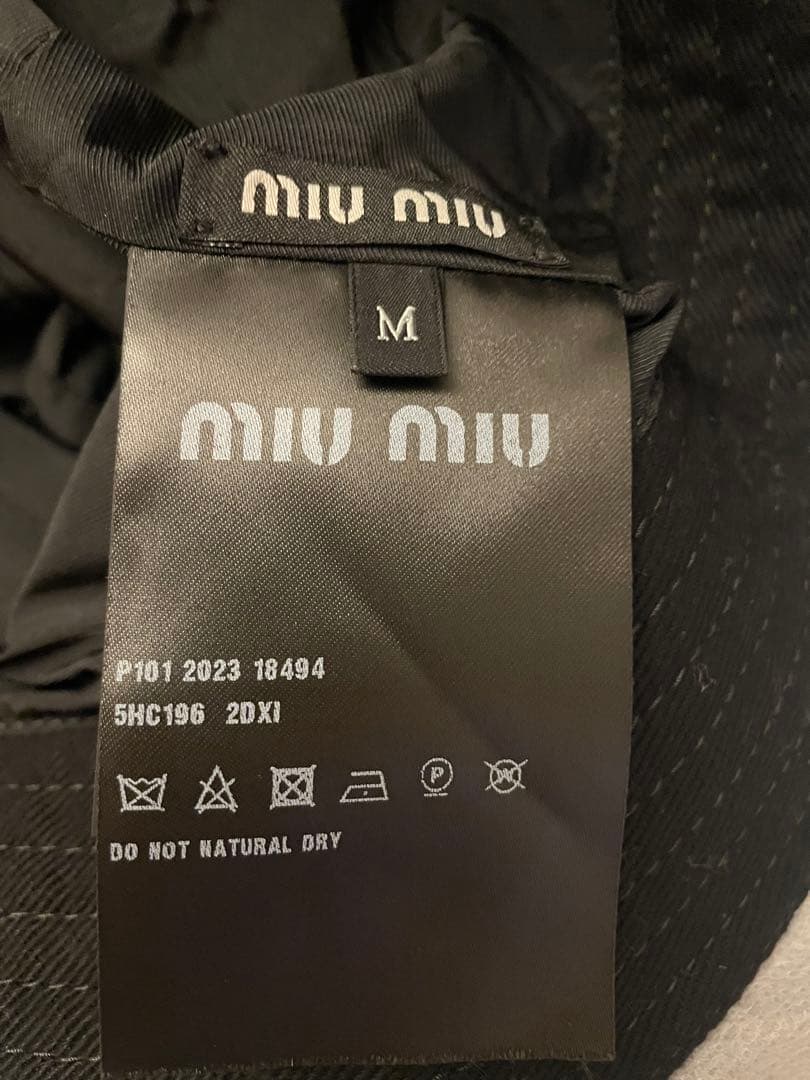 miu miu
M
miu miu
P101 2023 18494
5HC196 2DXI
P W
DO NOT NATURAL DRY